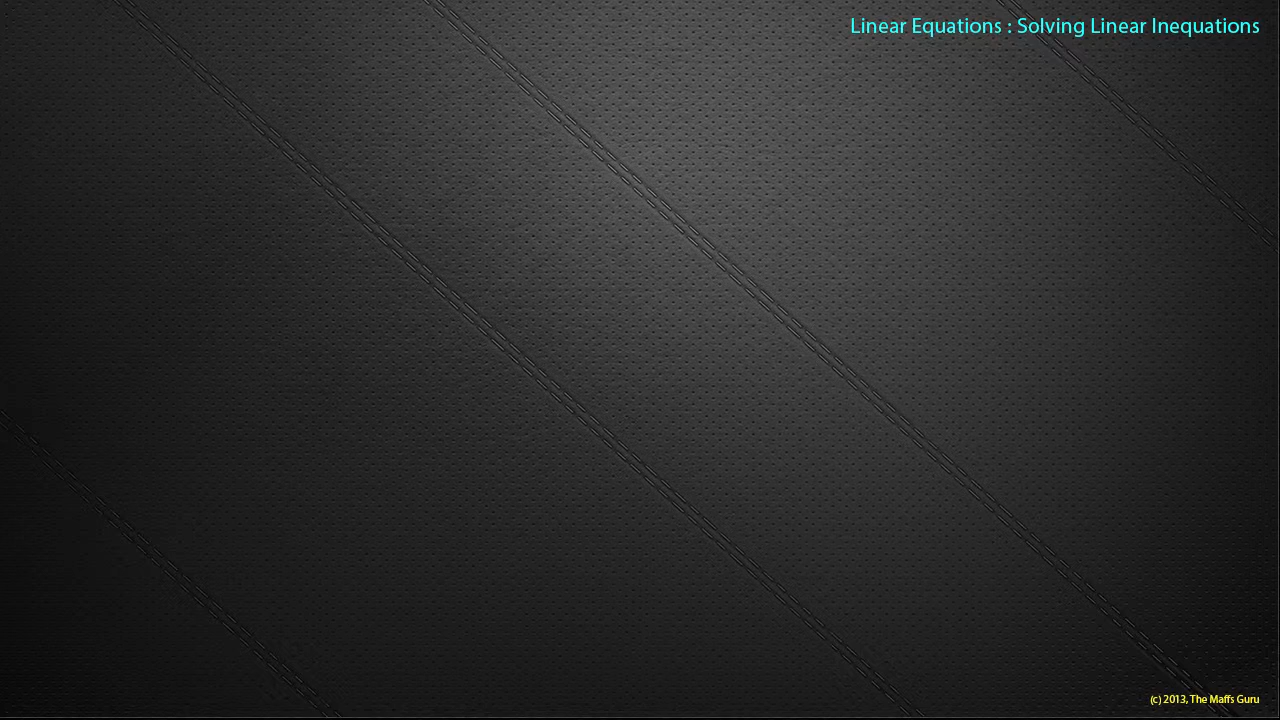 Linear Equations : Solving Linear Inequations
(c) 2013, The Maffs Guru